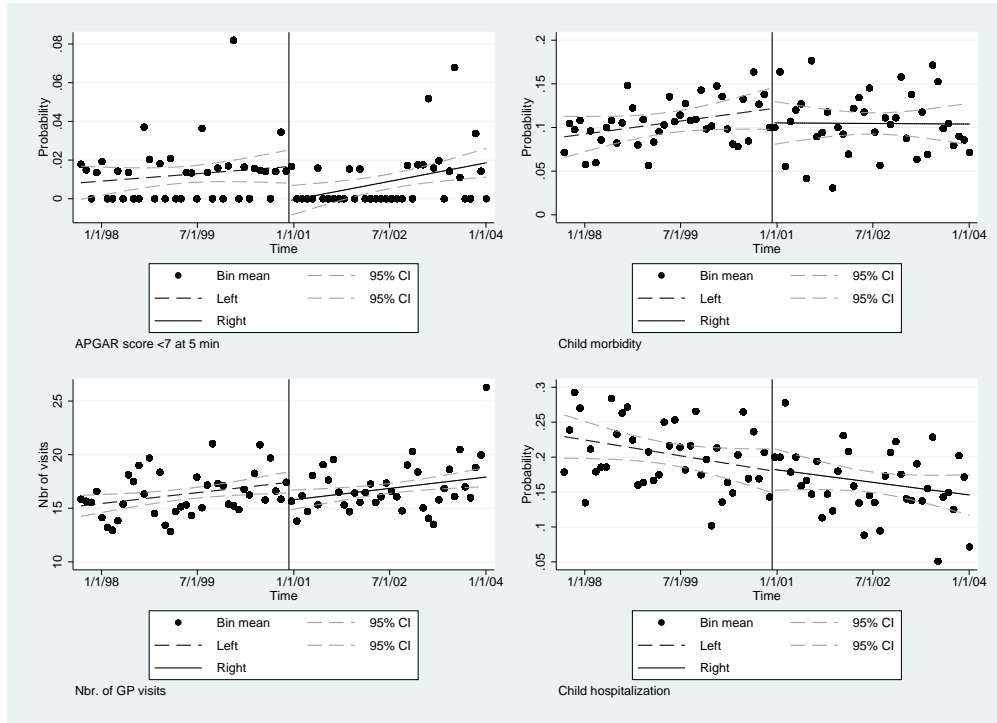 .08
.06
.04
.02
0
Probability
1/1/98
7/1/99
1/1/01
7/1/02
1/1/04
Time
Bin mean
95% CI
Left
95% CI
Right
APGAR score <7 at 5 min
.2
.15
.1
.05
0
Probability
1/1/98
7/1/99
1/1/01
7/1/02
1/1/04
Time
Bin mean
95% CI
Left
95% CI
Right
Child morbidity
25
20
15
10
Nbr of visits
1/1/98
7/1/99
1/1/01
7/1/02
1/1/04
Time
Bin mean
95% CI
Left
95% CI
Right
Nbr. of GP visits
.3
.25
.2
.15
.1
.05
Probability
1/1/98
7/1/99
1/1/01
7/1/02
1/1/04
Time
Bin mean
95% CI
Left
95% CI
Right
Child hospitalization